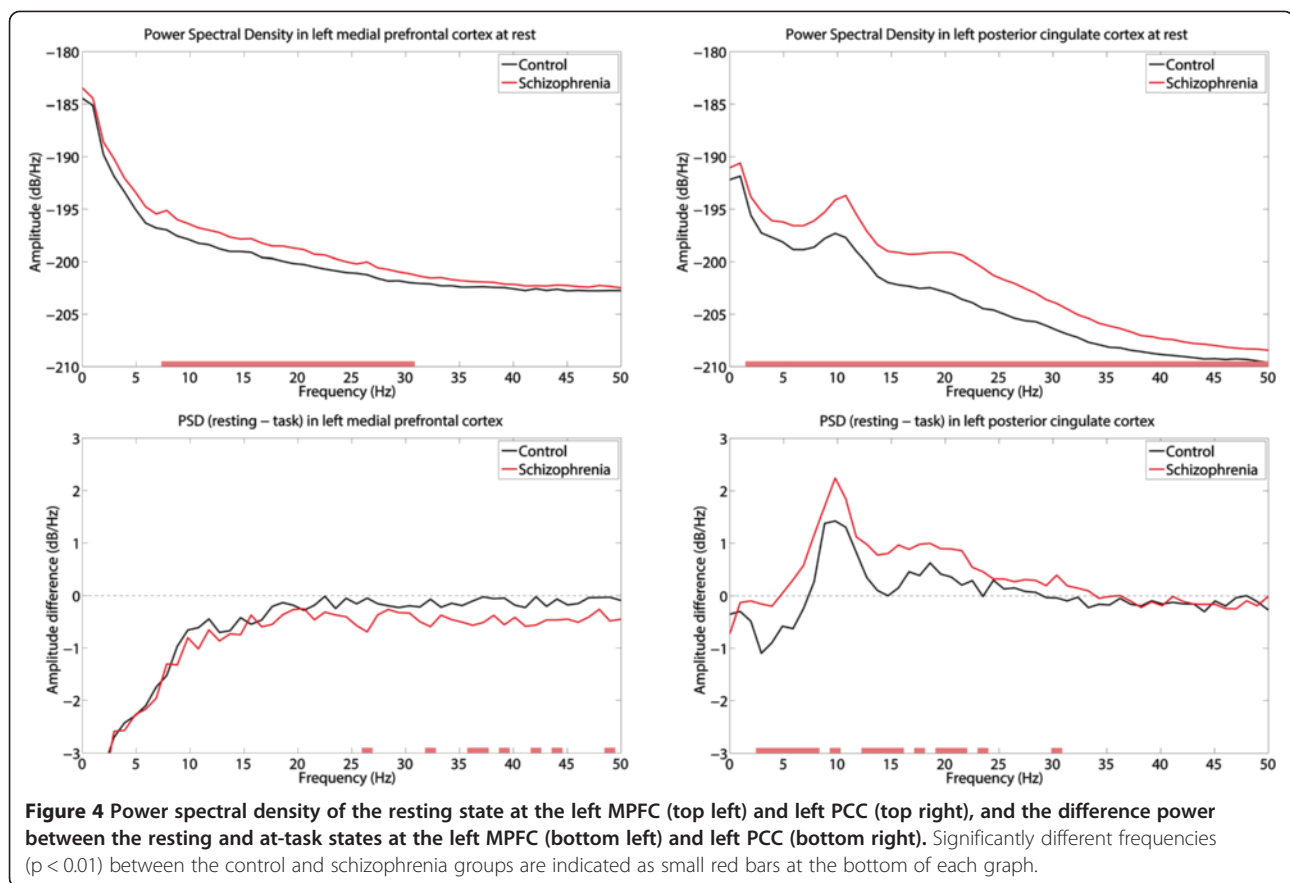 Power Spectral Density in left medial prefrontal cortex at rest
−180
−185
−190
−195
−200
−205
−210
Amplitude (dB/Hz)
Control
Schizophrenia
0 5 10 15 20 25 30 35 40 45 50
Frequency (Hz)
Power Spectral Density in left posterior cingulate cortex at rest
−180
−185
−190
−195
−200
−205
−210
Amplitude (dB/Hz)
Control
Schizophrenia
0 5 10 15 20 25 30 35 40 45 50
Frequency (Hz)
PSD (resting − task) in left medial prefrontal cortex
3
2
1
0
−1
−2
−3
Amplitude difference (dB/Hz)
Control
Schizophrenia
0 5 10 15 20 25 30 35 40 45 50
Frequency (Hz)
PSD (resting − task) in left posterior cingulate cortex
3
2
1
0
−1
−2
−3
Amplitude difference (dB/Hz)
Control
Schizophrenia
0 5 10 15 20 25 30 35 40 45 50
Frequency (Hz)
Figure 4 Power spectral density of the resting state at the left MPFC (top left) and left PCC (top right), and the difference power
between the resting and at-task states at the left MPFC (bottom left) and left PCC (bottom right). Significantly different frequencies
(p < 0.01) between the control and schizophrenia groups are indicated as small red bars at the bottom of each graph.